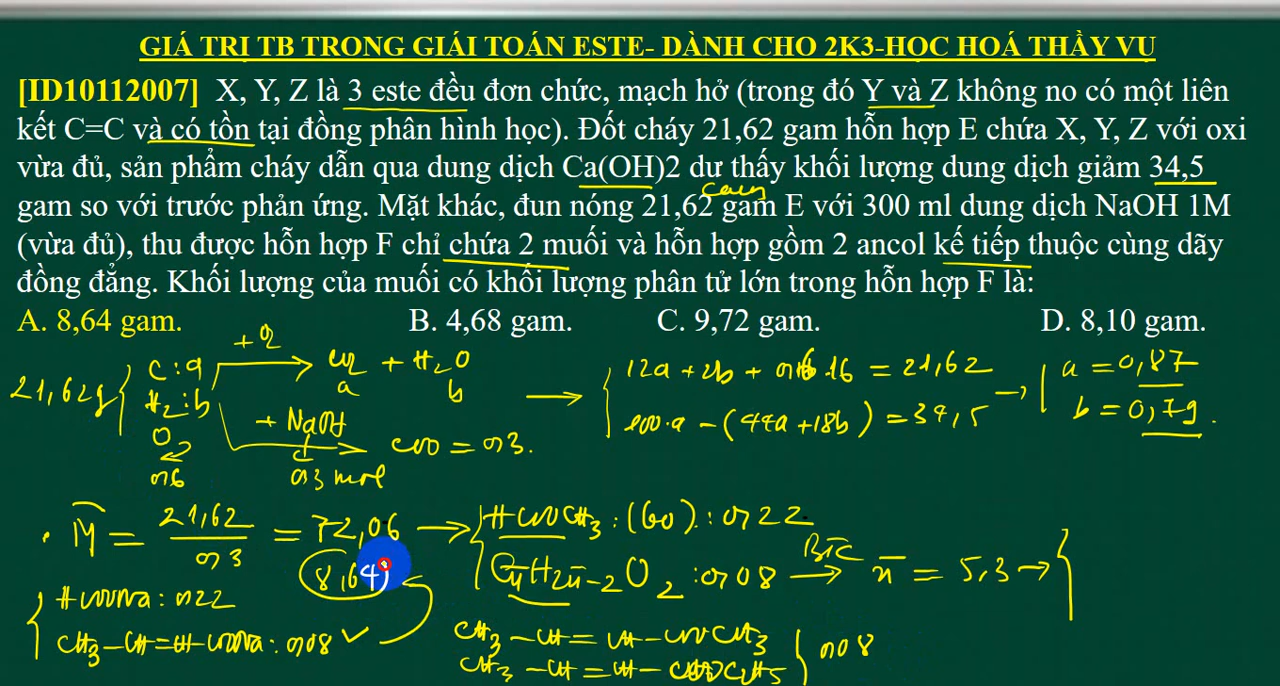 GIÁ TRỊ TB TRONG GIẢI TOÁN ESTE- DÀNH CHO 2K3-HỌC HOÁ THẦY VỤ
[ID10112007] X, Y, Z là 3 este đều đơn chức, mạch hở (trong đó Y và Z không no có một liên
kết C=C và có tồn tại đồng phân hình học). Đốt cháy 21,62 gam hỗn hợp E chứa X, Y, Z với oxi
vừa đủ, sản phẩm cháy dẫn qua dung dịch Ca(OH)2 dư thấy khối lượng dung dịch giảm 34,5
gam so với trước phản ứng. Mặt khác, đun nóng 21,62 gam E với 300 ml dung dịch NaOH 1M
(vừa đủ), thu được hỗn hợp F chỉ chứa 2 muối và hỗn hợp gồm 2 ancol kế tiếp thuộc cùng dãy
đồng đẳng. Khối lượng của muối có khối lượng phân tử lớn trong hỗn hợp F là:
A. 8,64 gam. B. 4,68 gam. C. 9,72 gam. D. 8,10 gam.
21,62g { C : a
H2 : b
O2
0,6
+ O2 → CO2 + H2O
a b
+ NaOH → COO = 0,3.
0,3 mol
→ { 12a + 2b + 0,6.16 = 21,62 → { a = 0,87
100.a - (44a + 18b) = 34,5 b = 0,79.
. M = 21,62 / 0,3 = 72,06 → { HCOOCH3 : (60) : 0,22
CnH2n-2O2 : 0,08 → BTC n = 5,3 → {
8,64
{ HCOONa : 0,22
CH3-CH=CH-COONa : 0,08 ✓
CH3-CH=CH-COOCH3
CH3-CH=CH-COOC2H5 } 0,08